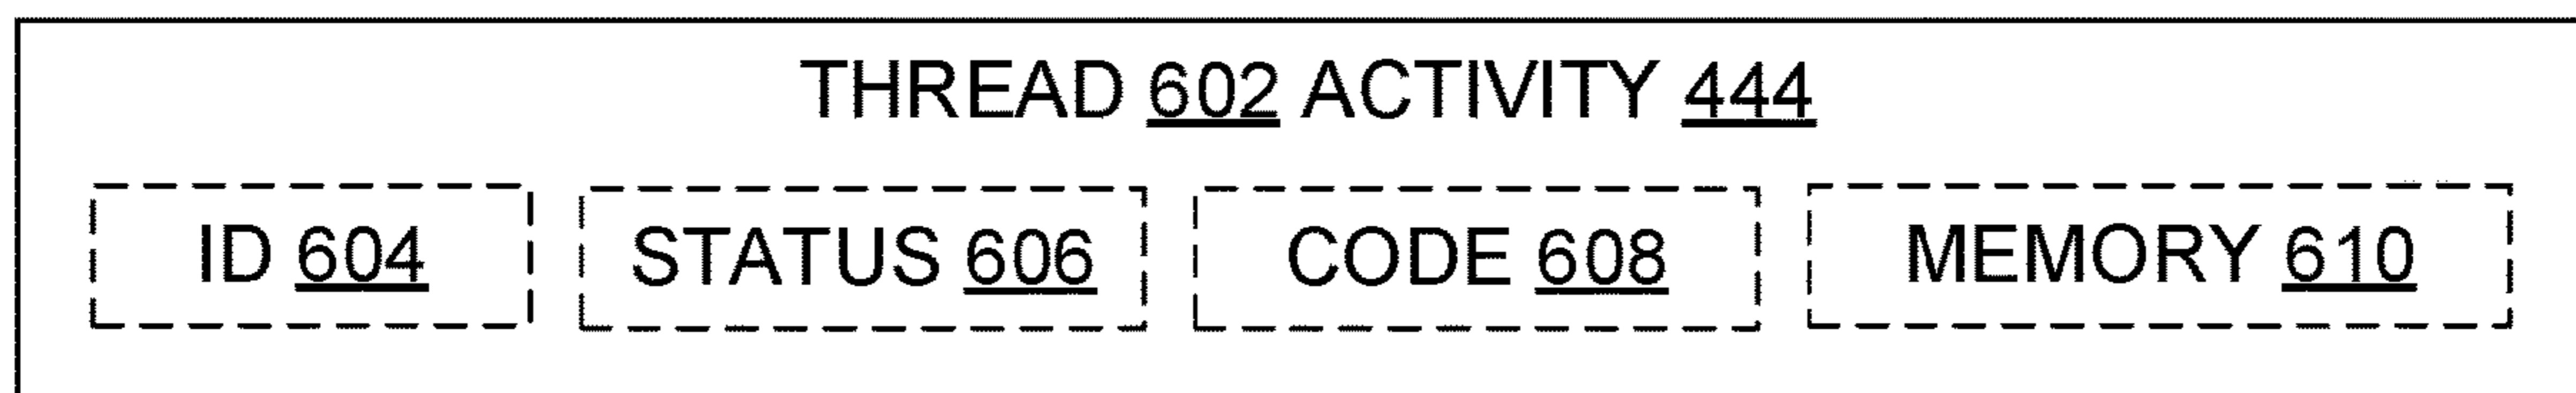 THREAD 602 ACTIVITY 444
ID 604 STATUS 606 CODE 608 MEMORY 610